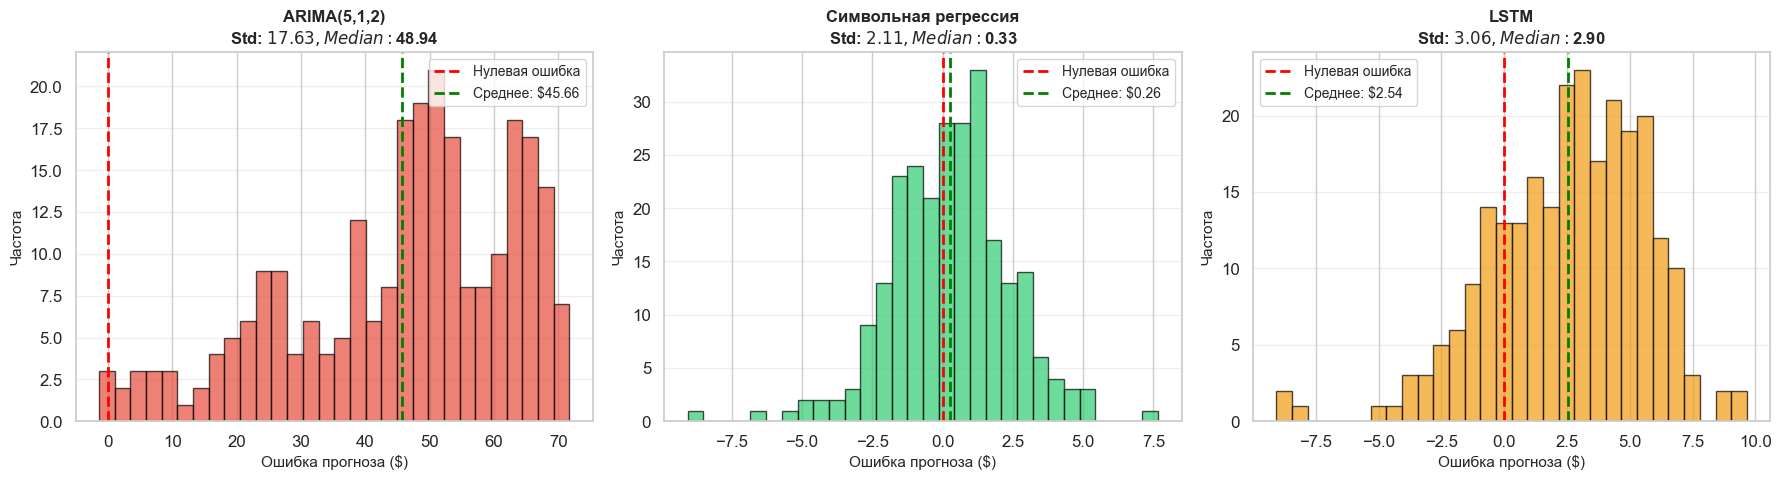 ARIMA(5,1,2)
Std: 17.63, Median : 48.94
22.5
20.0
17.5
15.0
12.5
10.0
7.5
5.0
2.5
0.0
Частота
Нулевая ошибка
Среднее: $45.66
0 10 20 30 40 50 60 70
Ошибка прогноза ($)
Символьная регрессия
Std: 2.11, Median : 0.33
30
25
20
15
10
5
0
Частота
Нулевая ошибка
Среднее: $0.26
−7.5 −5.0 −2.5 0.0 2.5 5.0 7.5
Ошибка прогноза ($)
LSTM
Std: 3.06, Median : 2.90
20
15
10
5
0
Частота
Нулевая ошибка
Среднее: $2.54
−7.5 −5.0 −2.5 0.0 2.5 5.0 7.5 10.0
Ошибка прогноза ($)